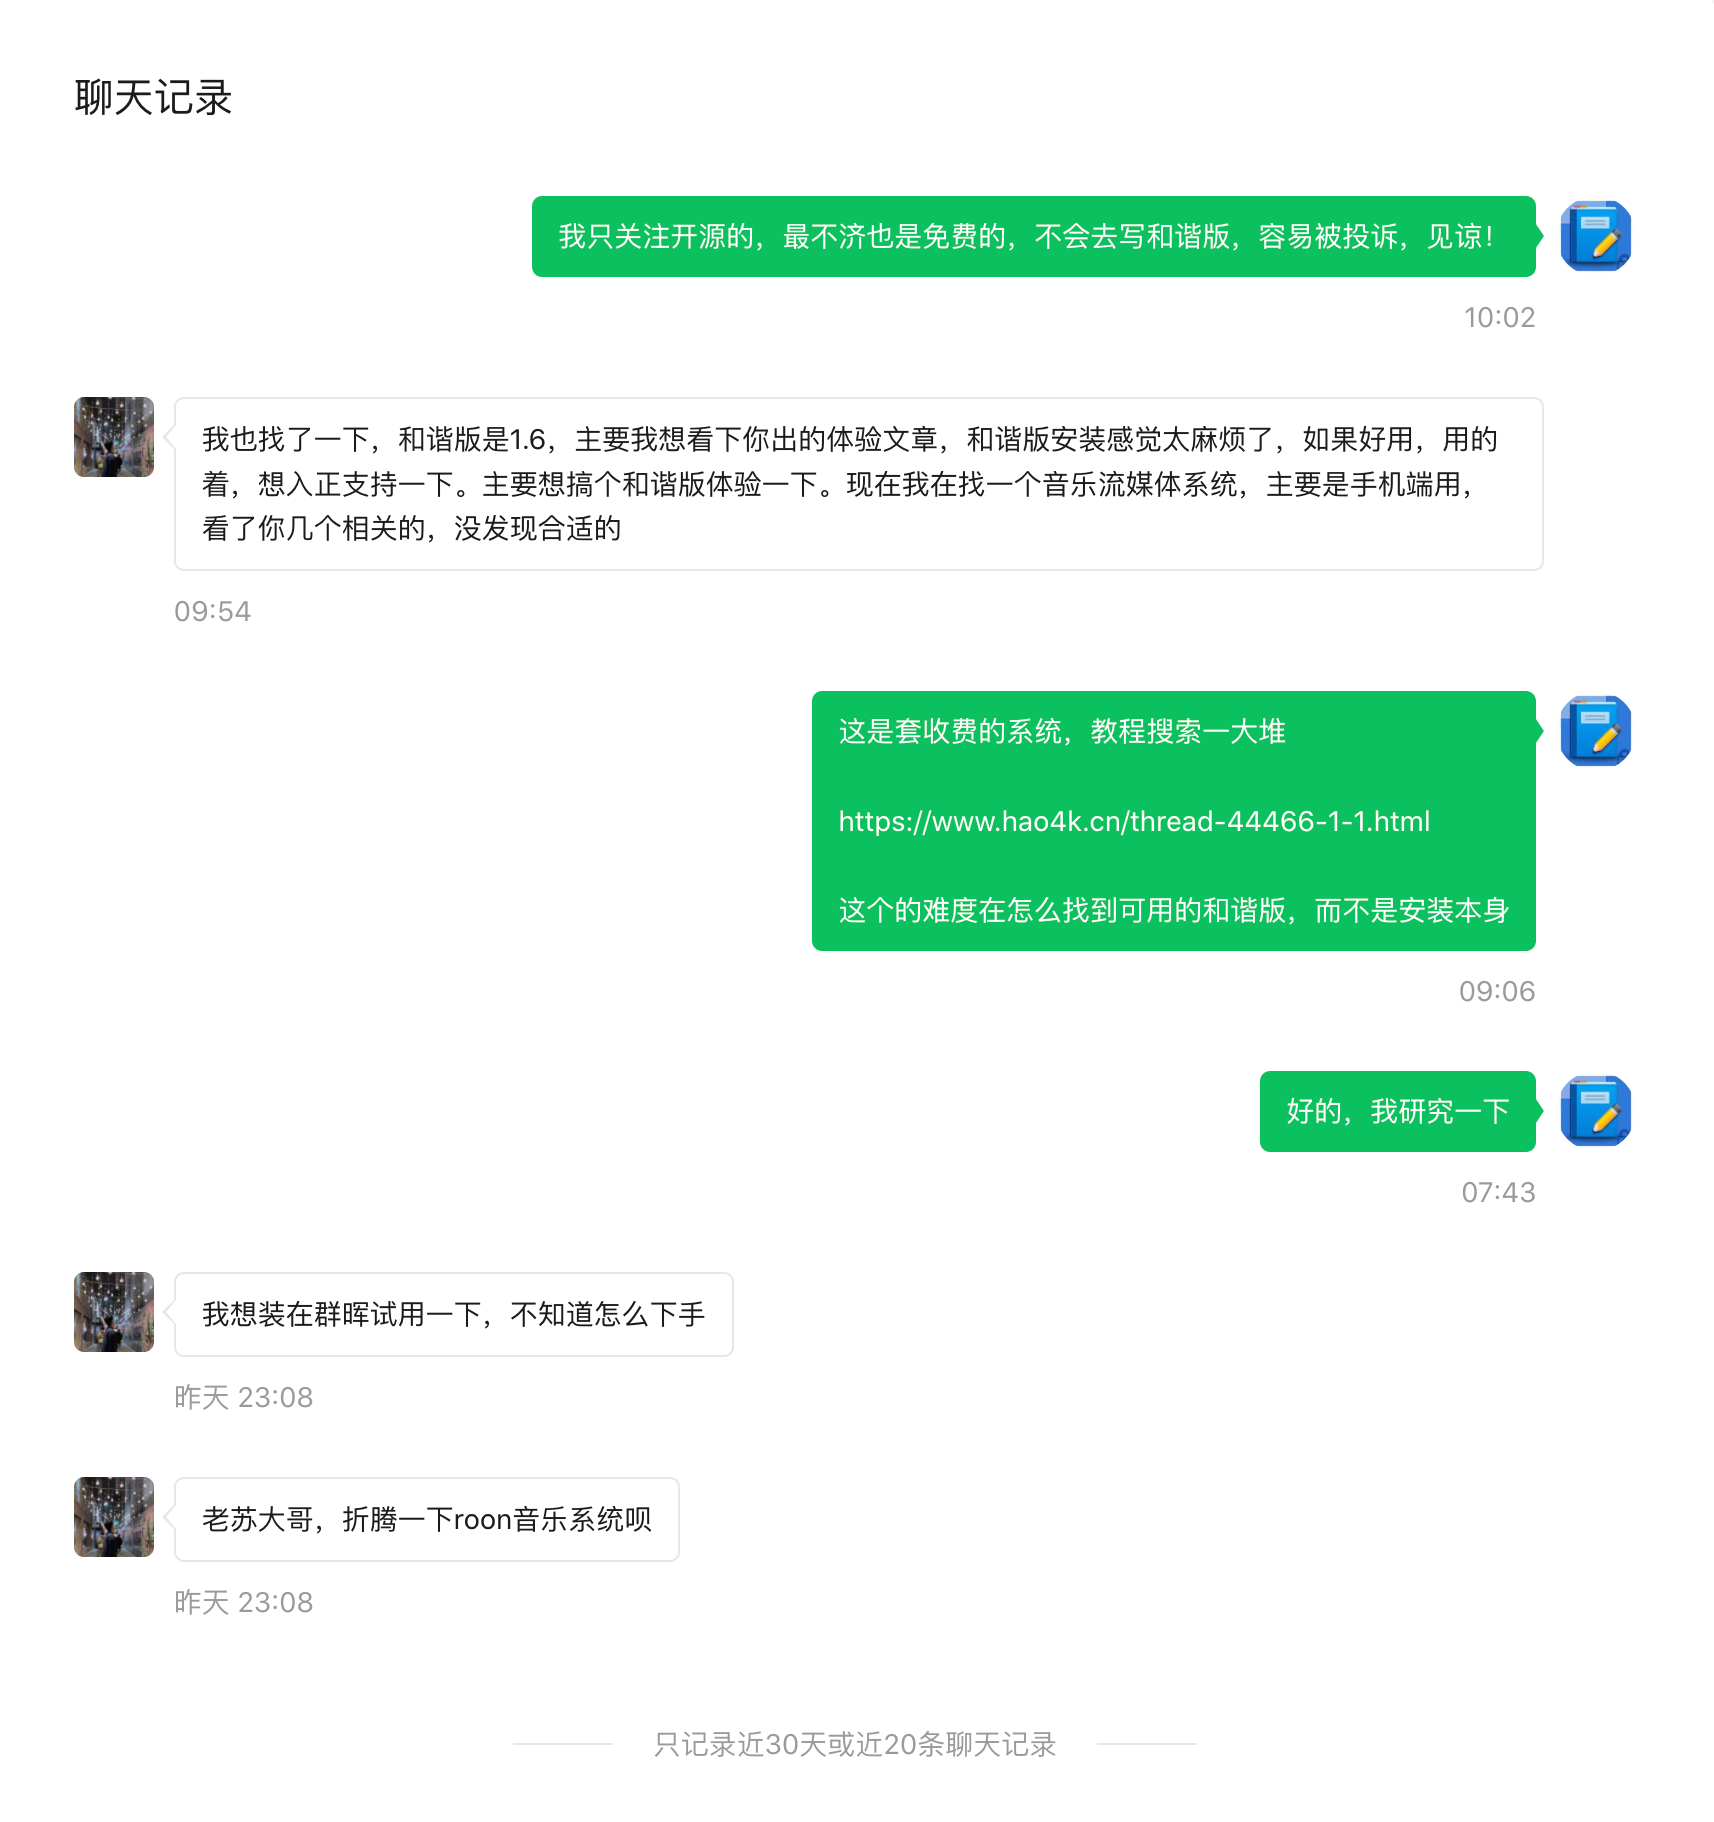 聊天记录
我只关注开源的，最不济也是免费的，不会去写和谐版，容易被投诉，见谅！
10:02
我也找了一下，和谐版是1.6，主要我想看下你出的体验文章，和谐版安装感觉太麻烦了，如果好用，用的
着，想入正支持一下。主要想搞个和谐版体验一下。现在我在找一个音乐流媒体系统，主要是手机端用，
看了你几个相关的，没发现合适的
09:54
这是套收费的系统，教程搜索一大堆
https://www.hao4k.cn/thread-44466-1-1.html
这个的难度在怎么找到可用的和谐版，而不是安装本身
09:06
好的，我研究一下
07:43
我想装在群晖试用一下，不知道怎么下手
昨天 23:08
老苏大哥，折腾一下roon音乐系统呗
昨天 23:08
只记录近30天或近20条聊天记录